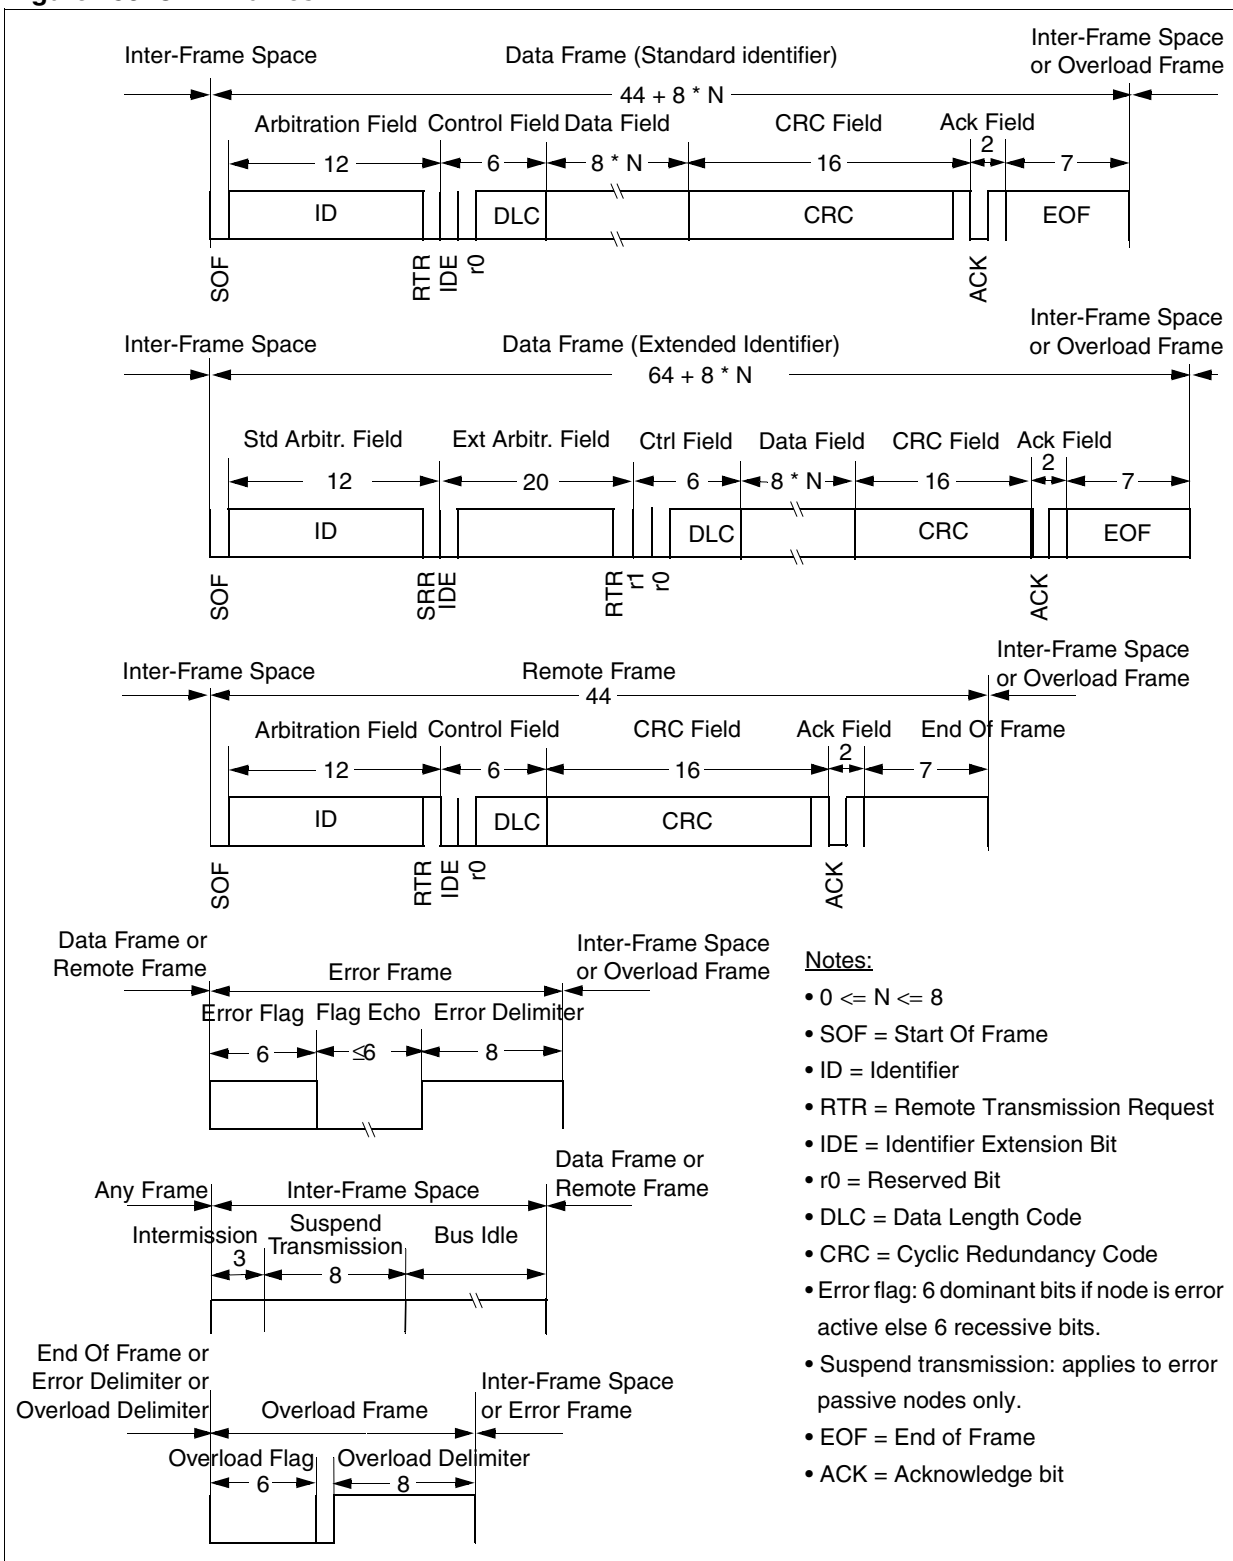 Inter-Frame Space
Data Frame (Standard identifier)
Inter-Frame Space
or Overload Frame
44 + 8 * N
Arbitration Field Control Field Data Field CRC Field Ack Field
12 6 8 * N 16 2 7
ID DLC CRC EOF
SOF RTR IDE r0 ACK
Inter-Frame Space
Data Frame (Extended Identifier)
Inter-Frame Space
or Overload Frame
64 + 8 * N
Std Arbitr. Field Ext Arbitr. Field Ctrl Field Data Field CRC Field Ack Field
12 20 6 8 * N 16 2 7
ID DLC CRC EOF
SOF SRR IDE RTR r1 r0 ACK
Inter-Frame Space
Remote Frame
Inter-Frame Space
or Overload Frame
44
Arbitration Field Control Field CRC Field Ack Field End Of Frame
12 6 16 2 7
ID DLC CRC
SOF RTR IDE r0 ACK
Data Frame or
Remote Frame
Error Frame
Inter-Frame Space
or Overload Frame
Error Flag Flag Echo Error Delimiter
6 ≤6 8
Any Frame
Inter-Frame Space
Data Frame or
Remote Frame
Intermission
Suspend
Transmission
Bus Idle
3 8
End Of Frame or
Error Delimiter or
Overload Delimiter
Overload Frame
Inter-Frame Space
or Error Frame
Overload Flag Overload Delimiter
6 8
Notes:
• 0 <= N <= 8
• SOF = Start Of Frame
• ID = Identifier
• RTR = Remote Transmission Request
• IDE = Identifier Extension Bit
• r0 = Reserved Bit
• DLC = Data Length Code
• CRC = Cyclic Redundancy Code
• Error flag: 6 dominant bits if node is error
active else 6 recessive bits.
• Suspend transmission: applies to error
passive nodes only.
• EOF = End of Frame
• ACK = Acknowledge bit